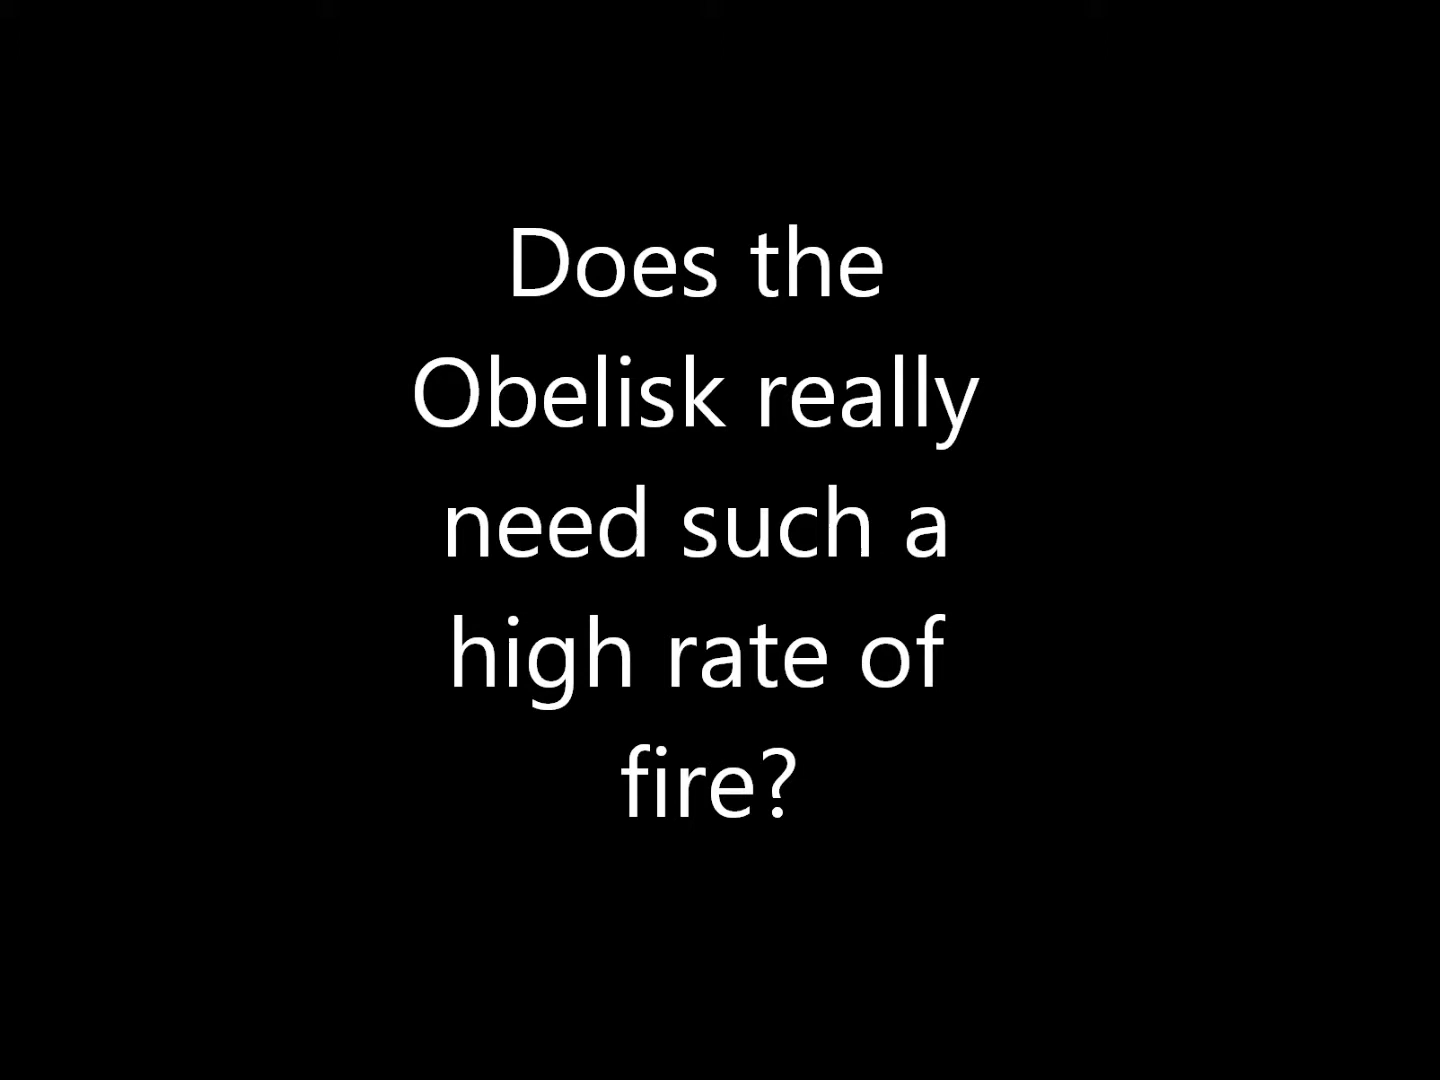 Does the
Obelisk really
need such a
high rate of
fire?